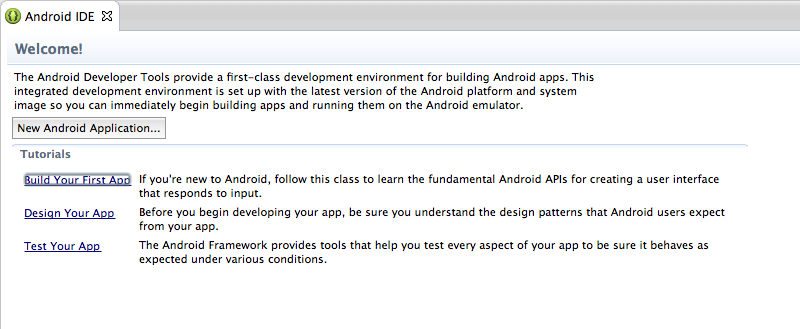 Android IDE
Welcome!
The Android Developer Tools provide a first-class development environment for building Android apps. This
integrated development environment is set up with the latest version of the Android platform and system
image so you can immediately begin building apps and running them on the Android emulator.
New Android Application...
Tutorials
Build Your First App If you're new to Android, follow this class to learn the fundamental Android APIs for creating a user interface
that responds to input.
Design Your App Before you begin developing your app, be sure you understand the design patterns that Android users expect
from your app.
Test Your App The Android Framework provides tools that help you test every aspect of your app to be sure it behaves as
expected under various conditions.